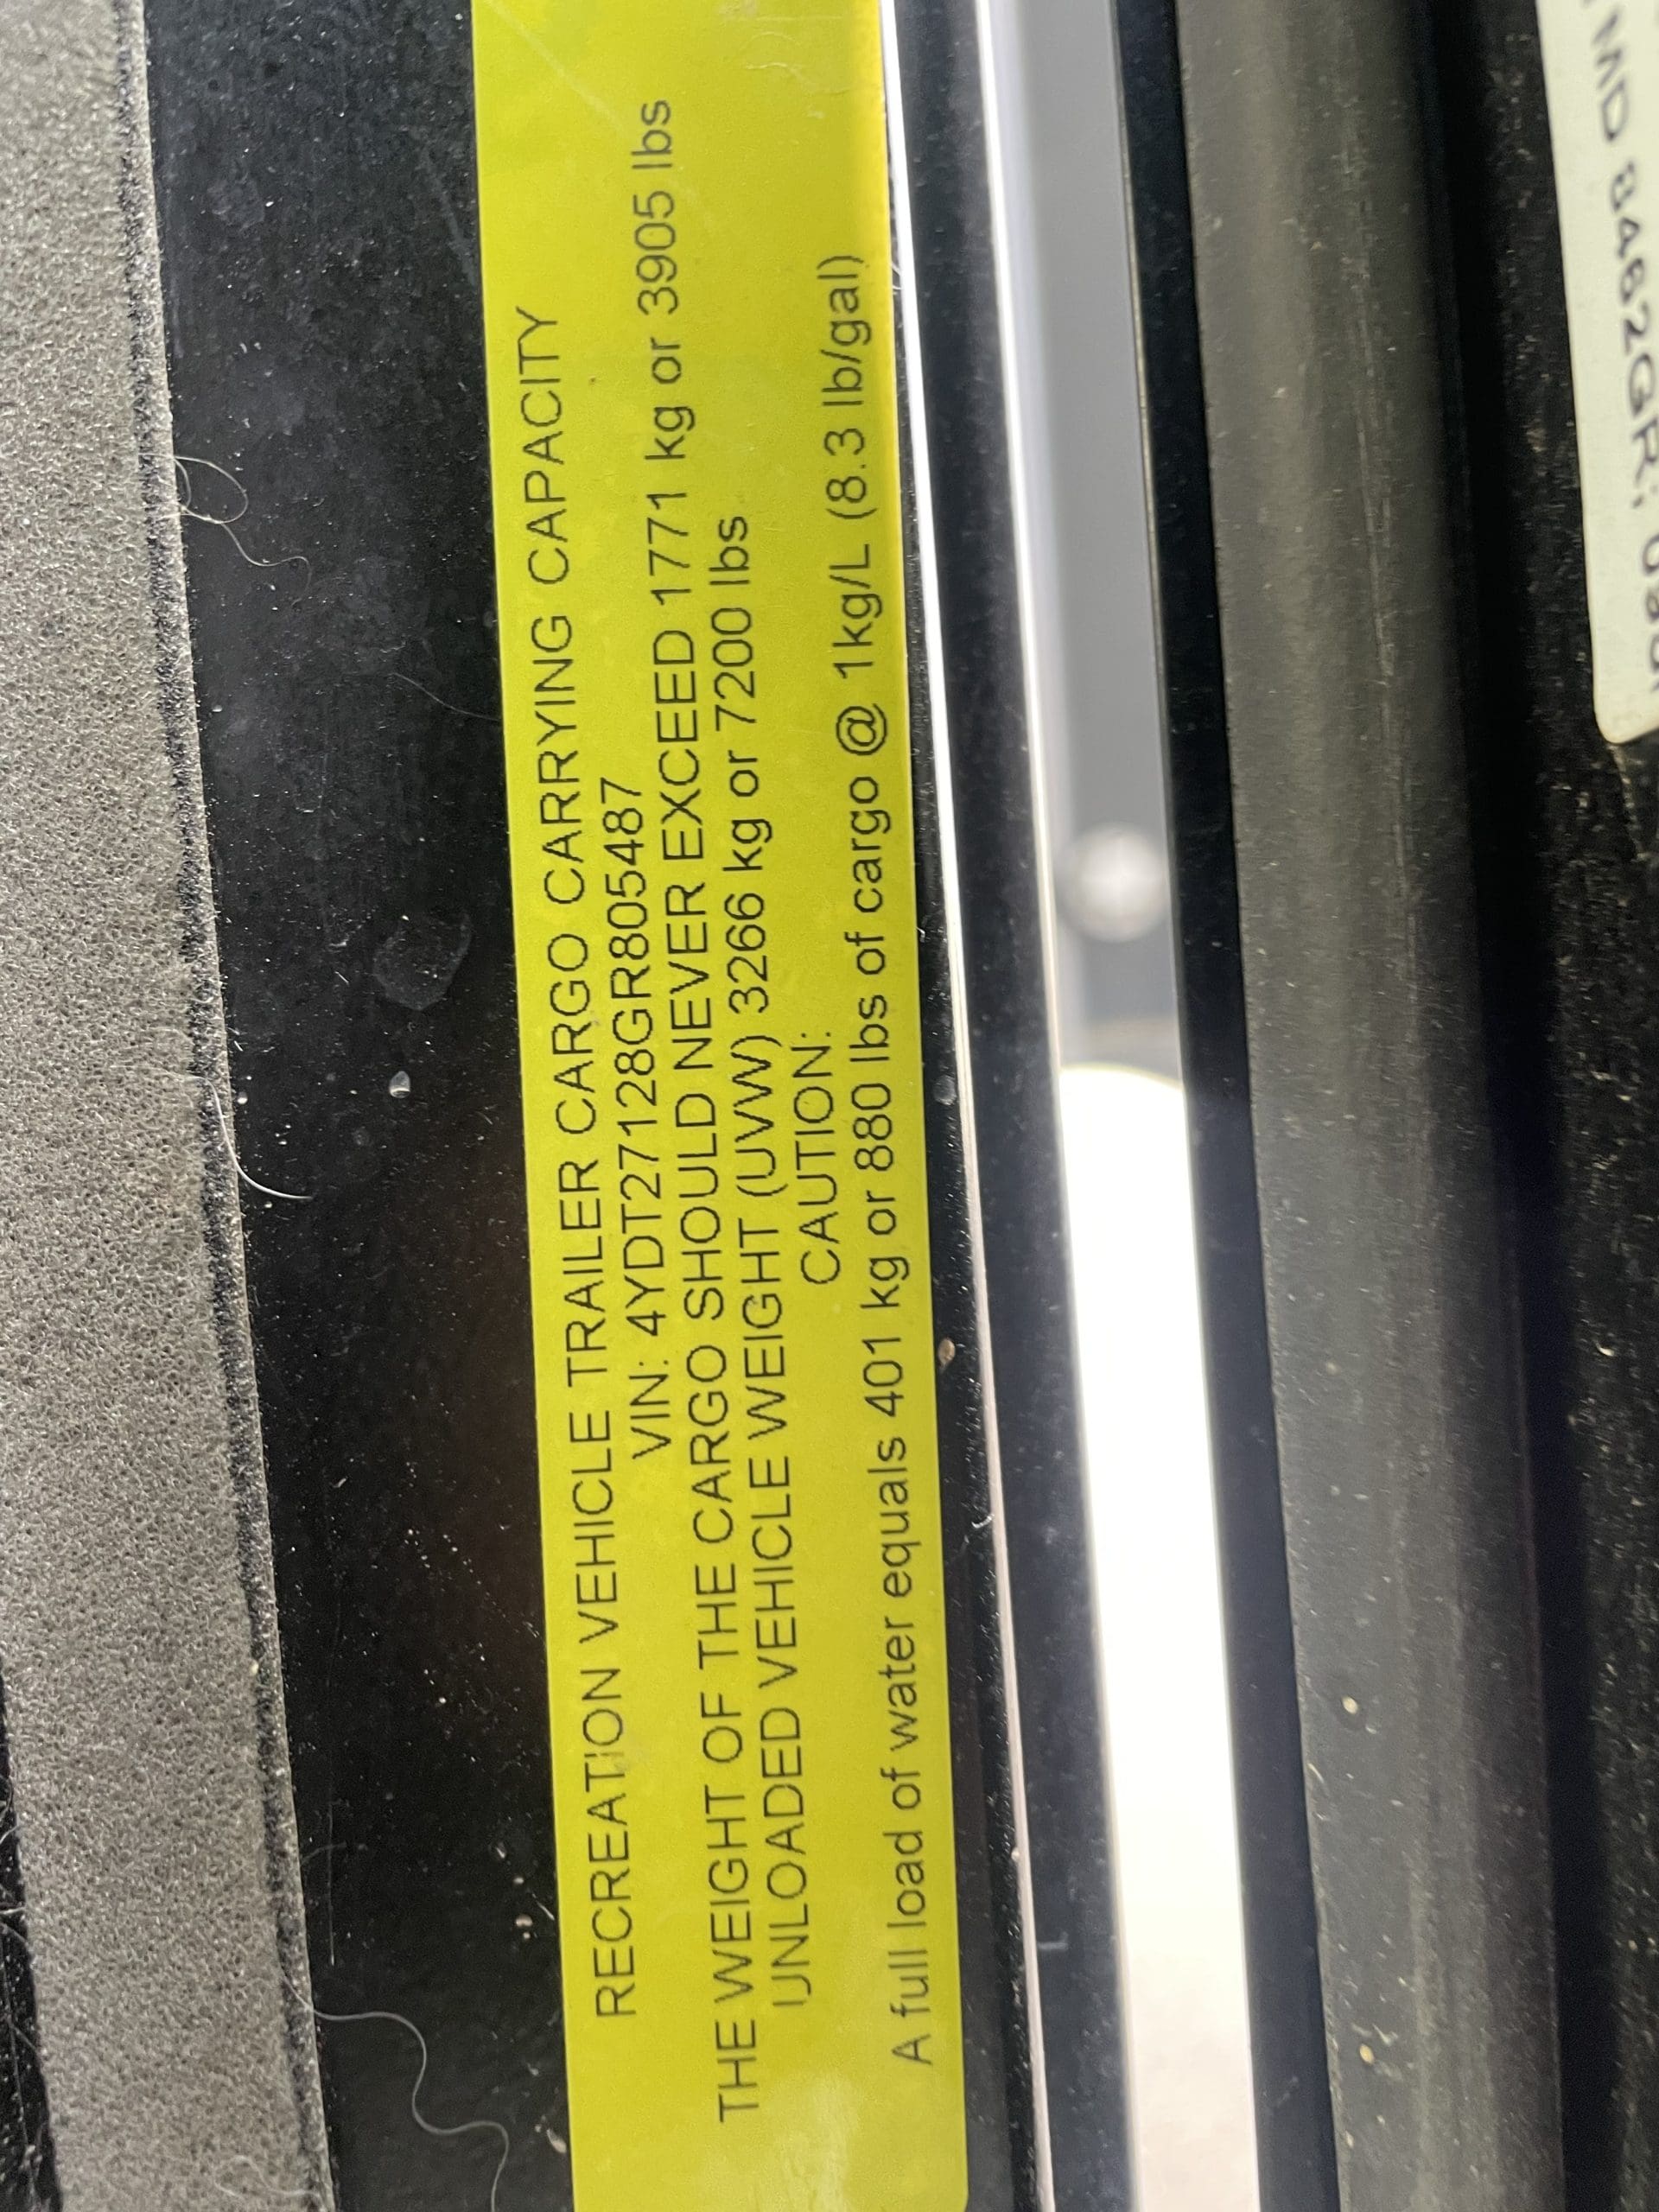 RECREATION VEHICLE TRAILER CARGO CARRYING CAPACITY
VIN: 4YDT27128GR805487
THE WEIGHT OF THE CARGO SHOULD NEVER EXCEED 1771 kg or 3905 lbs
UNLOADED VEHICLE WEIGHT (UVW) 3266 kg or 7200 lbs
CAUTION:
A full load of water equals 401 kg or 880 lbs of cargo @ 1kg/L (8.3 lb/gal)
MD 8462GR;